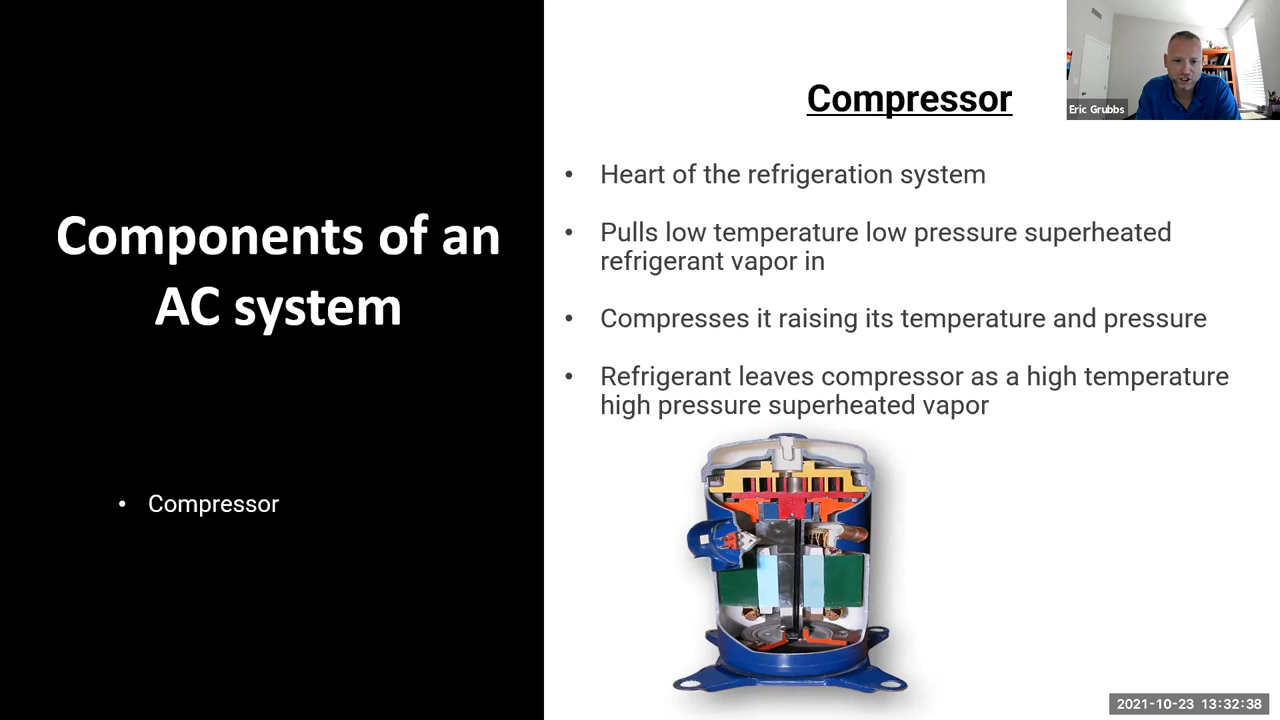 Components of an
AC system
• Compressor
Compressor
• Heart of the refrigeration system
• Pulls low temperature low pressure superheated
refrigerant vapor in
• Compresses it raising its temperature and pressure
• Refrigerant leaves compressor as a high temperature
high pressure superheated vapor
Eric Grubbs
2021-10-23 13:32:38